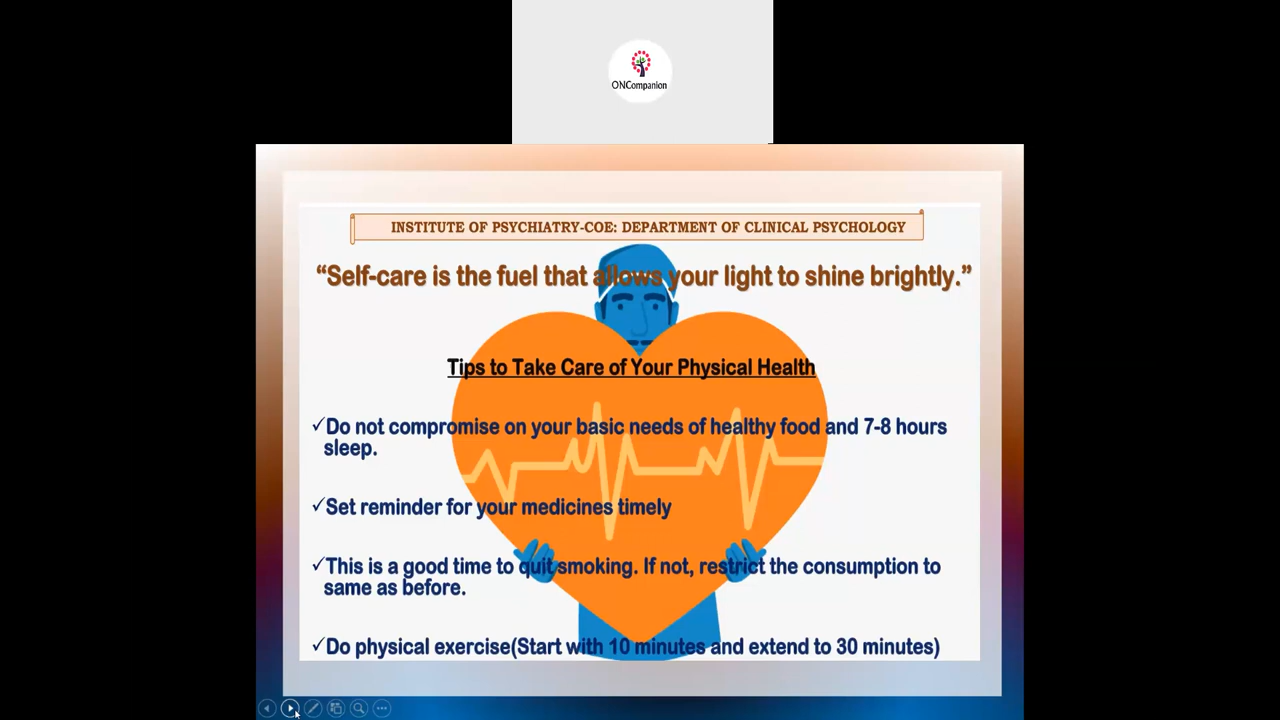 ONCompanion
INSTITUTE OF PSYCHIATRY-COE: DEPARTMENT OF CLINICAL PSYCHOLOGY
“Self-care is the fuel that allows your light to shine brightly.”
Tips to Take Care of Your Physical Health
✓Do not compromise on your basic needs of healthy food and 7-8 hours
sleep.
✓Set reminder for your medicines timely
✓This is a good time to quit smoking. If not, restrict the consumption to
same as before.
✓Do physical exercise(Start with 10 minutes and extend to 30 minutes)